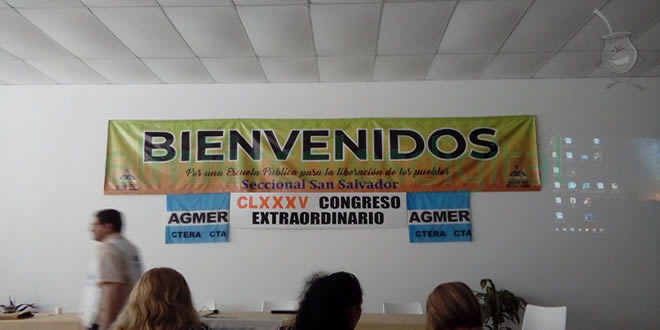 BIENVENIDOS
Por una Escuela Pública para la liberación de los pueblos
Seccional San Salvador
CLXXXV CONGRESO
EXTRAORDINARIO
AGMER
CTERA CTA
AGMER
CTERA CTA